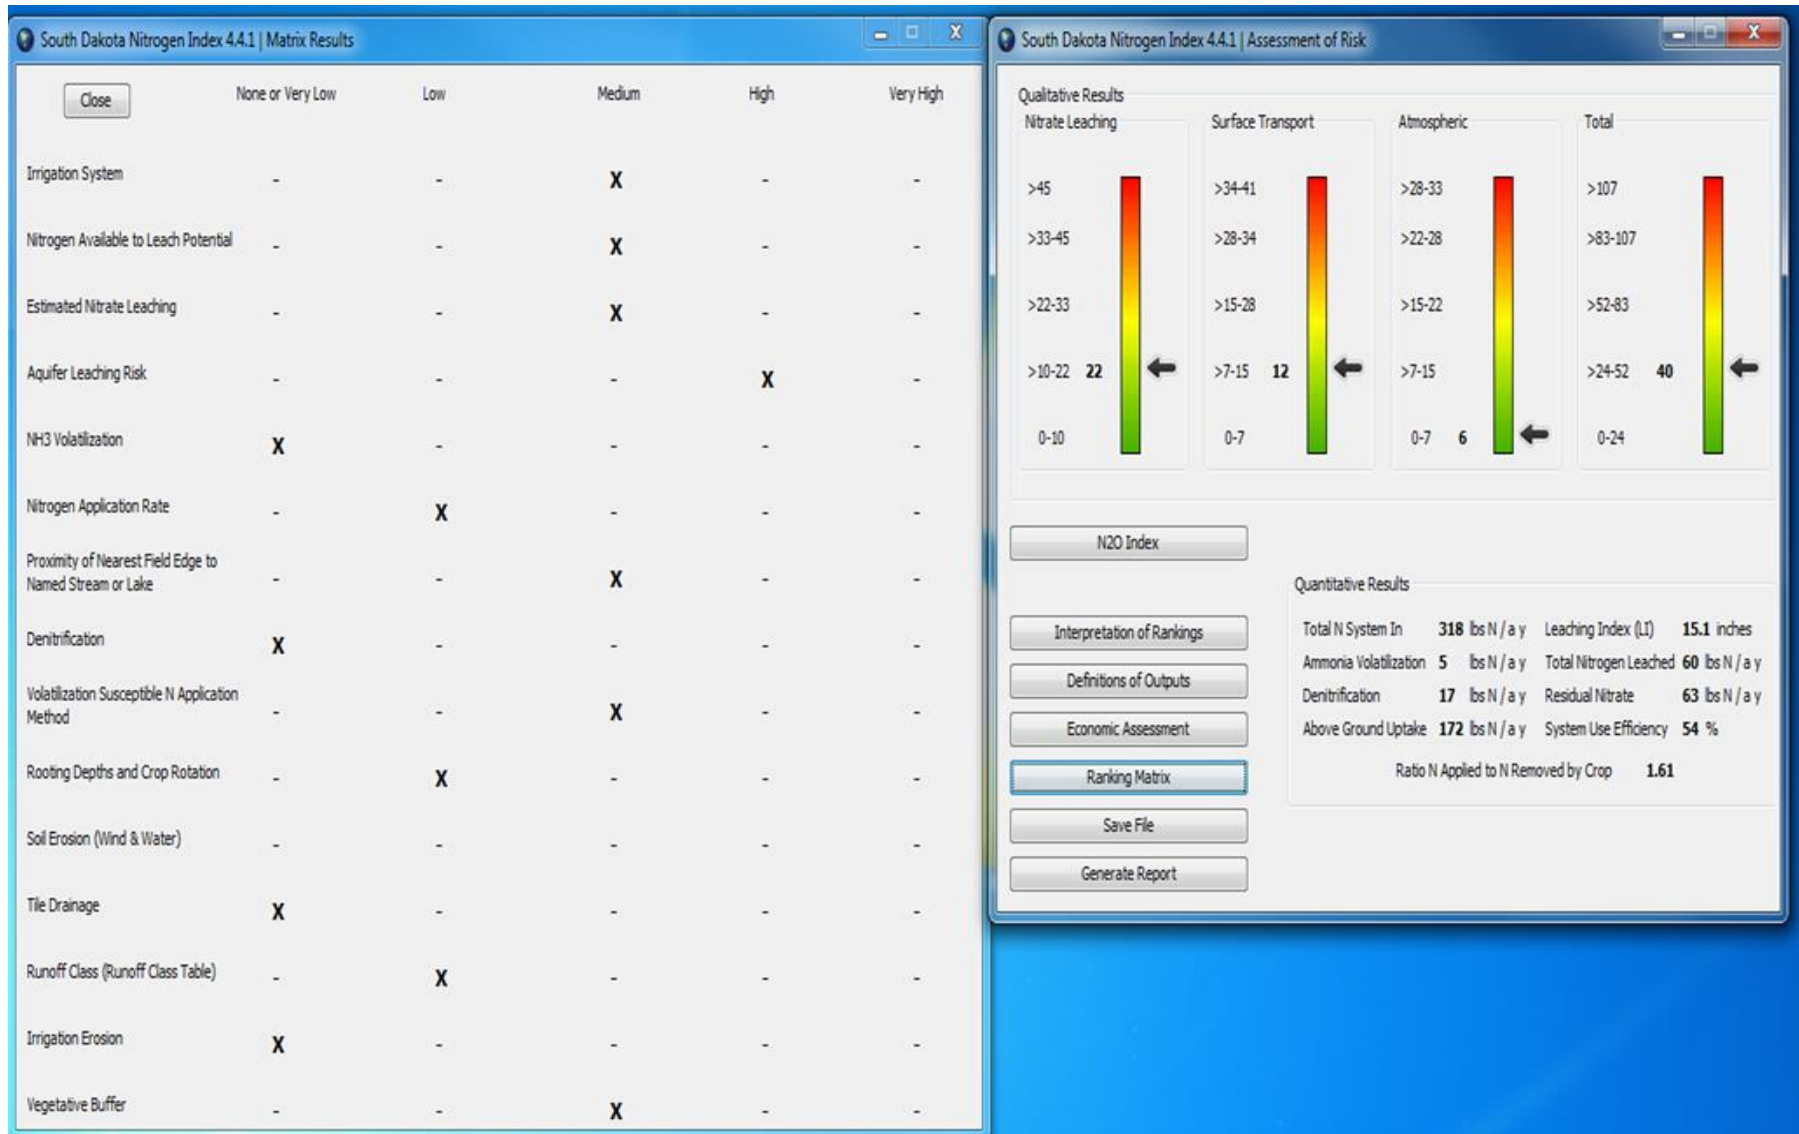 South Dakota Nitrogen Index 4.4.1 | Matrix Results
Close None or Very Low Low Medium High Very High
Irrigation System - - X - -
Nitrogen Available to Leach Potential - - X - -
Estimated Nitrate Leaching - - X - -
Aquifer Leaching Risk - - - X -
NH3 Volatilization X - - - -
Nitrogen Application Rate - X - - -
Proximity of Nearest Field Edge to
Named Stream or Lake - - X - -
Denitrification X - - - -
Volatilization Susceptible N Application
Method - - X - -
Rooting Depths and Crop Rotation - X - - -
Soil Erosion (Wind & Water) - - - - -
Tile Drainage X - - - -
Runoff Class (Runoff Class Table) - X - - -
Irrigation Erosion X - - - -
Vegetative Buffer - - X - -
South Dakota Nitrogen Index 4.4.1 | Assessment of Risk
Qualitative Results
Nitrate Leaching Surface Transport Atmospheric Total
>45 >34-41 >28-33 >107
>33-45 >28-34 >22-28 >83-107
>22-33 >15-28 >15-22 >52-83
>10-22 22 >7-15 12 >7-15 >24-52 40
0-10 0-7 0-7 6 0-24
N2O Index
Interpretation of Rankings
Definitions of Outputs
Economic Assessment
Ranking Matrix
Save File
Generate Report
Quantitative Results
Total N System In 318 lbs N / a y Leaching Index (LI) 15.1 inches
Ammonia Volatilization 5 lbs N / a y Total Nitrogen Leached 60 lbs N / a y
Denitrification 17 lbs N / a y Residual Nitrate 63 lbs N / a y
Above Ground Uptake 172 lbs N / a y System Use Efficiency 54 %
Ratio N Applied to N Removed by Crop 1.61